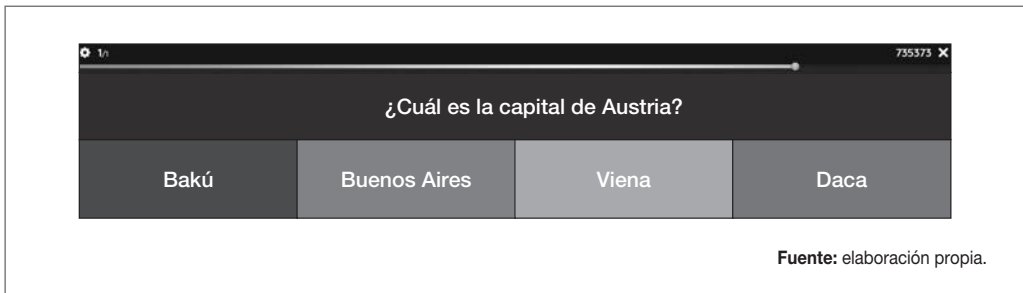 1/1 735373
¿Cuál es la capital de Austria?
Bakú Buenos Aires Viena Daca
Fuente: elaboración propia.